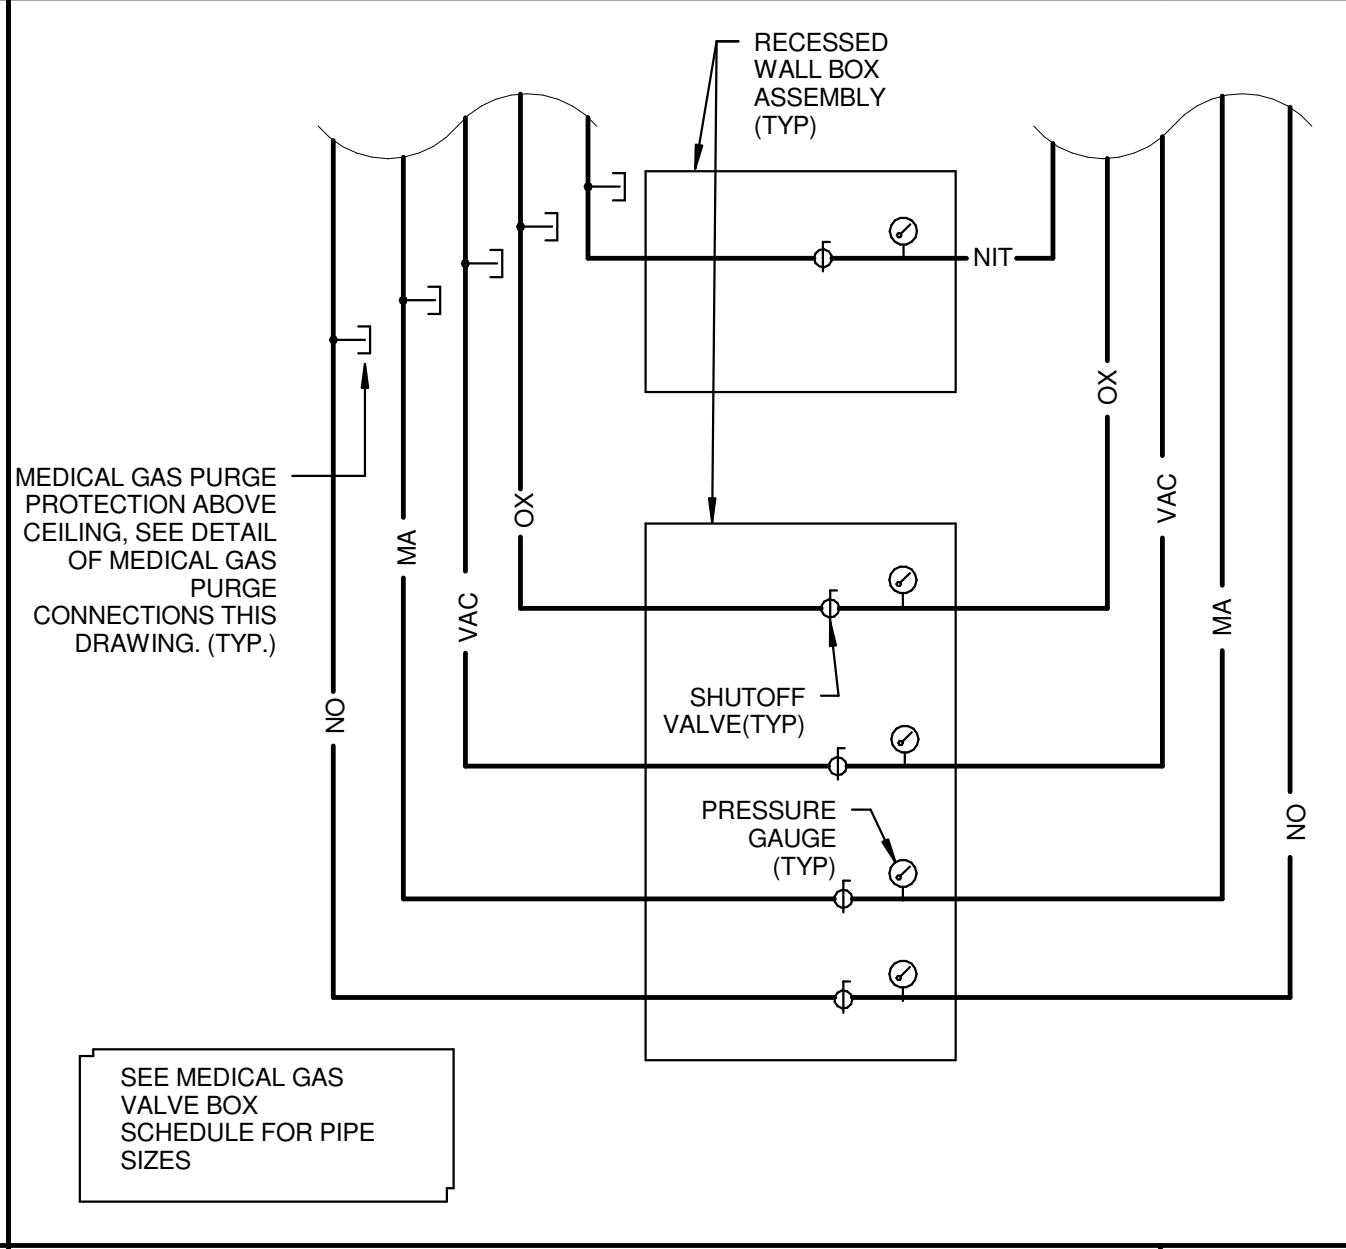 RECESSED
WALL BOX
ASSEMBLY
(TYP)
NIT
OX
VAC
MEDICAL GAS PURGE
PROTECTION ABOVE
CEILING, SEE DETAIL
OF MEDICAL GAS
PURGE
CONNECTIONS THIS
DRAWING. (TYP.)
OX
MA
VAC
MA
NO
SHUTOFF
VALVE(TYP)
PRESSURE
GAUGE
(TYP)
NO
SEE MEDICAL GAS
VALVE BOX
SCHEDULE FOR PIPE
SIZES